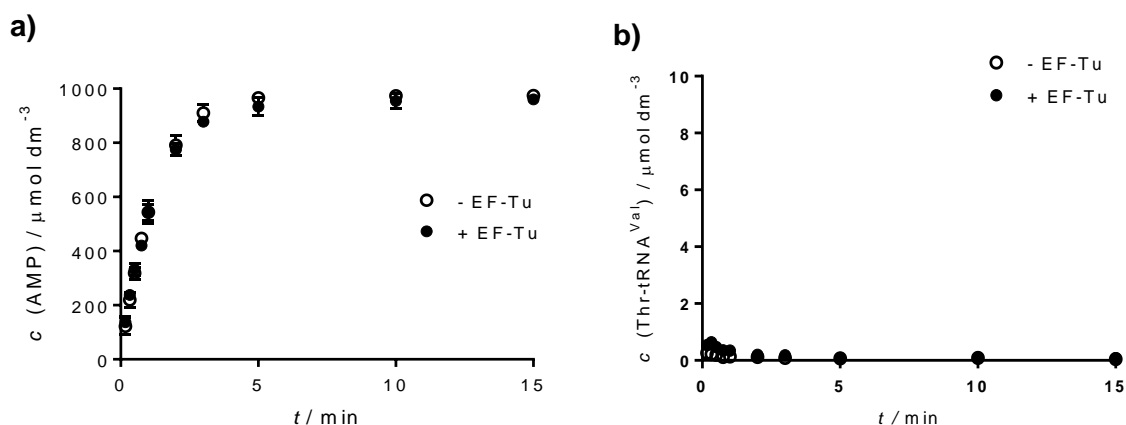 a)
c (AMP) / μmol dm⁻³
1000
800
600
400
200
0
0 5 10 15
t / min
- EF-Tu
+ EF-Tu
b)
c (Thr-tRNAⱽᵃˡ) / μmol dm⁻³
10
8
6
4
2
0
0 5 10 15
t / min
- EF-Tu
+ EF-Tu